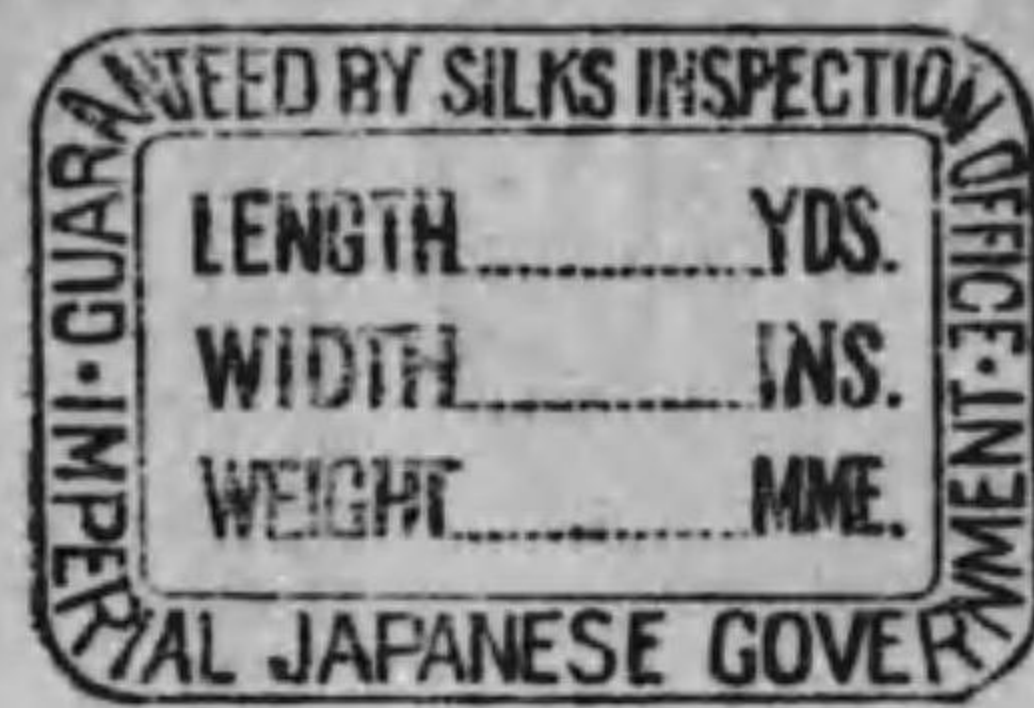 GUARANTEED BY SILKS INSPECTION OFFICE •
IMPERIAL JAPANESE GOVERNMENT •
LENGTH..................YDS.
WIDTH..................INS.
WEIGHT..................MME.